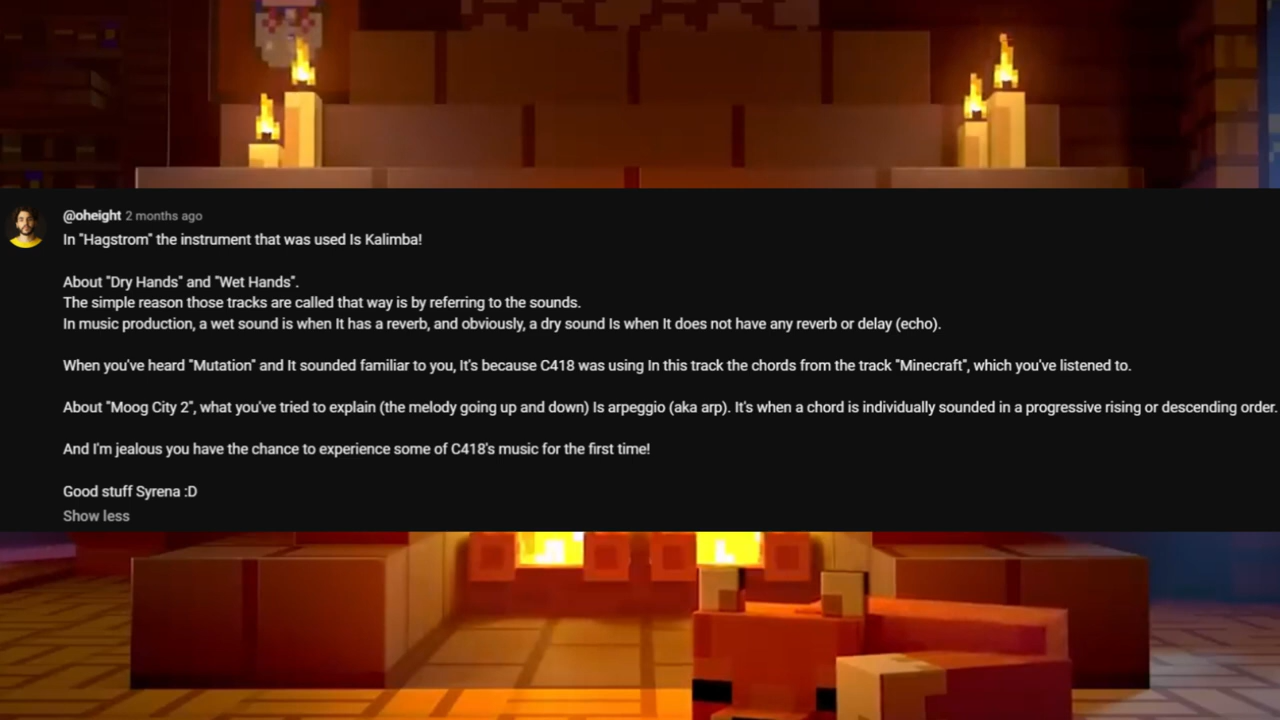 @oheight 2 months ago
In "Hagstrom" the instrument that was used Is Kalimba!
About "Dry Hands" and "Wet Hands".
The simple reason those tracks are called that way is by referring to the sounds.
In music production, a wet sound is when It has a reverb, and obviously, a dry sound Is when It does not have any reverb or delay (echo).
When you've heard "Mutation" and It sounded familiar to you, It's because C418 was using In this track the chords from the track "Minecraft", which you've listened to.
About "Moog City 2", what you've tried to explain (the melody going up and down) Is arpeggio (aka arp). It's when a chord is individually sounded in a progressive rising or descending order.
And I'm jealous you have the chance to experience some of C418's music for the first time!
Good stuff Syrena :D
Show less